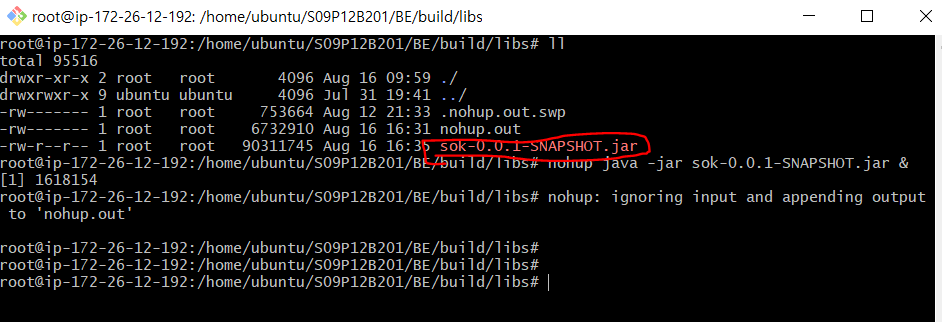 root@ip-172-26-12-192: /home/ubuntu/S09P12B201/BE/build/libs
root@ip-172-26-12-192:/home/ubuntu/S09P12B201/BE/build/libs# ll
total 95516
drwxr-xr-x 2 root   root       4096 Aug 16 09:59 ./
drwxrwxr-x 9 ubuntu ubuntu     4096 Jul 31 19:41 ../
-rw------- 1 root   root     753664 Aug 12 21:33 .nohup.out.swp
-rw------- 1 root   root    6732910 Aug 16 16:31 nohup.out
-rw-r--r-- 1 root   root   90311745 Aug 16 16:35 sok-0.0.1-SNAPSHOT.jar
root@ip-172-26-12-192:/home/ubuntu/S09P12B201/BE/build/libs# nohup java -jar sok-0.0.1-SNAPSHOT.jar &
[1] 1618154
root@ip-172-26-12-192:/home/ubuntu/S09P12B201/BE/build/libs# nohup: ignoring input and appending output
 to 'nohup.out'
root@ip-172-26-12-192:/home/ubuntu/S09P12B201/BE/build/libs#
root@ip-172-26-12-192:/home/ubuntu/S09P12B201/BE/build/libs#
root@ip-172-26-12-192:/home/ubuntu/S09P12B201/BE/build/libs#